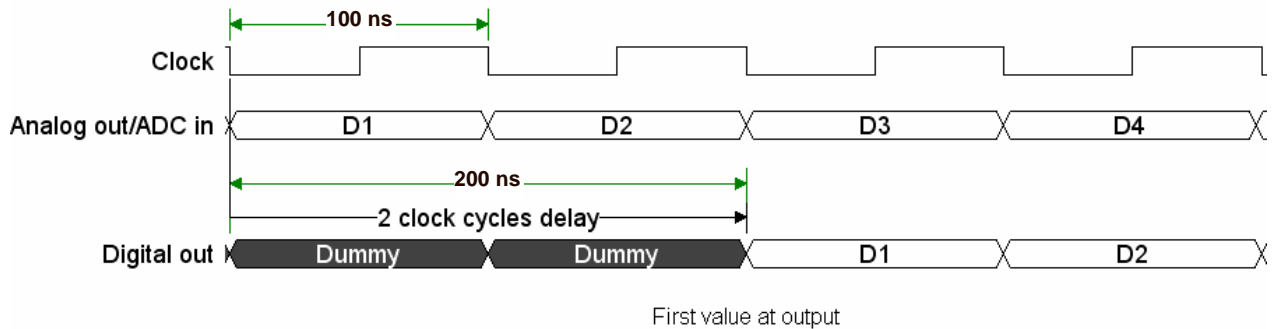 100 ns
Clock
Analog out/ADC in D1 D2 D3 D4
200 ns
2 clock cycles delay
Digital out Dummy Dummy D1 D2
First value at output